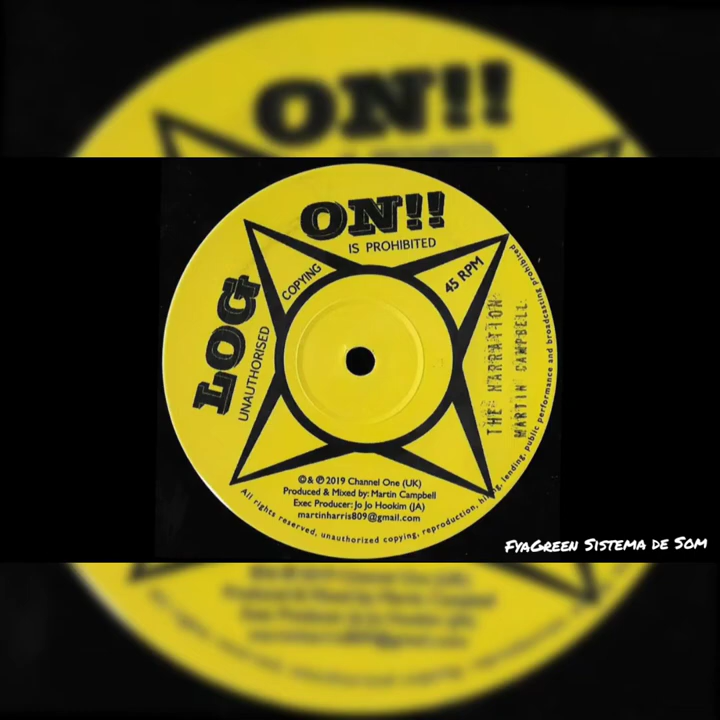 ON!!
IS PROHIBITED
COPYING
45 RPM
LOG
UNAUTHORISED
THE NARRATION
MARTIN CAMPBELL
©& ℗ 2019 Channel One (UK)
Produced & Mixed by: Martin Campbell
Exec Producer: Jo Jo Hookim (JA)
martinharris809@gmail.com
All rights reserved, unauthorised copying, reproduction, hiring, lending, public performance and broadcasting prohibited
FyaGreen Sistema de Som
ON!!